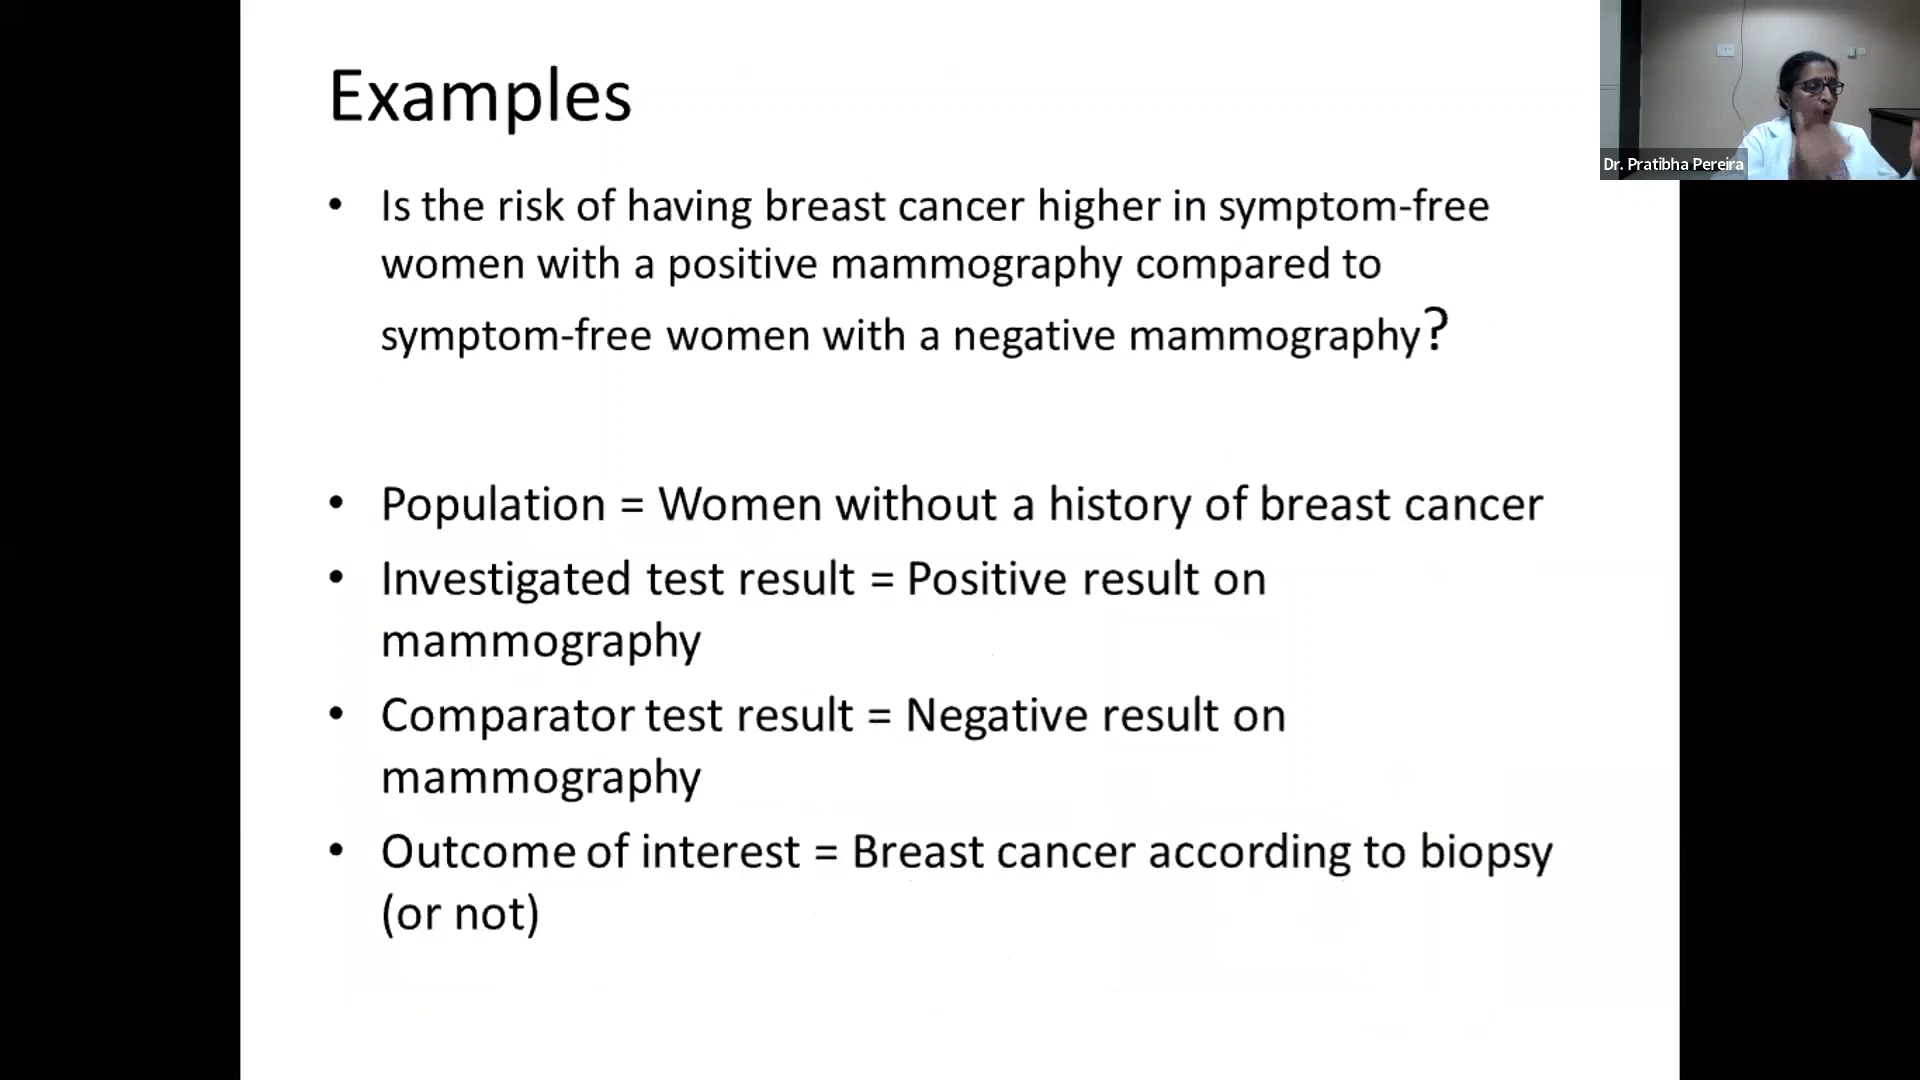 Examples
• Is the risk of having breast cancer higher in symptom-free
women with a positive mammography compared to
symptom-free women with a negative mammography?
• Population = Women without a history of breast cancer
• Investigated test result = Positive result on
mammography
• Comparator test result = Negative result on
mammography
• Outcome of interest = Breast cancer according to biopsy
(or not)
Dr. Pratibha Pereira